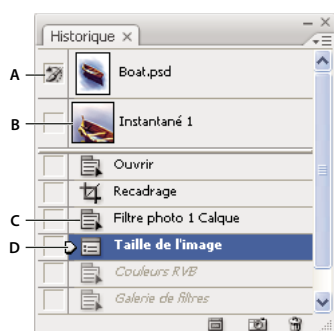 Historique ×
A
Boat.psd
B
Instantané 1
Ouvrir
Recadrage
C
Filtre photo 1 Calque
D
Taille de l'image
Couleurs RVB
Galerie de filtres